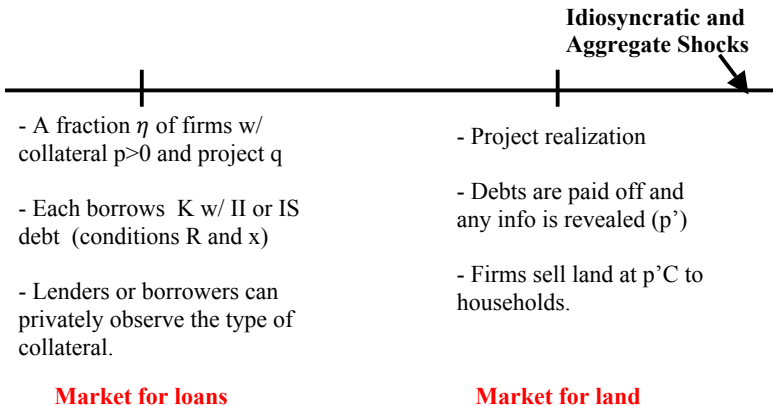 Idiosyncratic and
Aggregate Shocks
- A fraction η of firms w/
collateral p>0 and project q
- Each borrows K w/ II or IS
debt (conditions R and x)
- Lenders or borrowers can
privately observe the type of
collateral.
Market for loans
- Project realization
- Debts are paid off and
any info is revealed (p')
- Firms sell land at p'C to
households.
Market for land